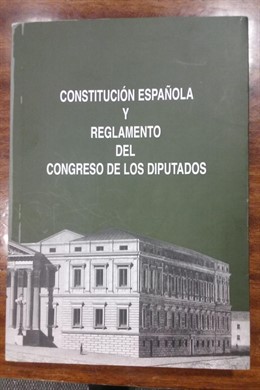 CONSTITUCIÓN ESPAÑOLA
Y
REGLAMENTO
DEL
CONGRESO DE LOS DIPUTADOS